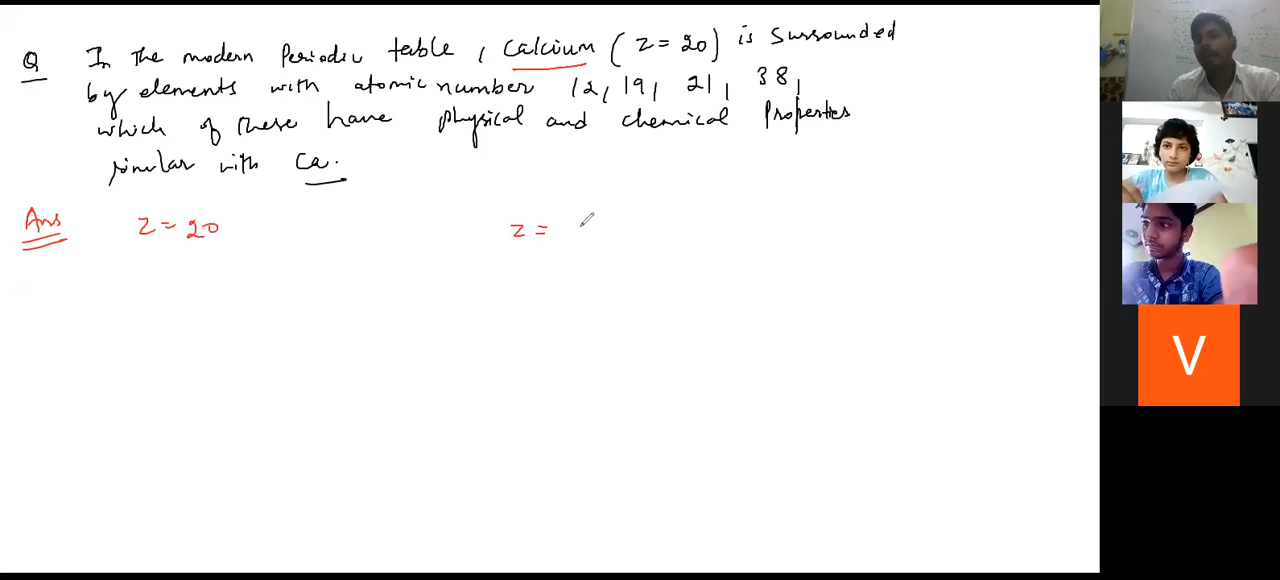 Q In the modern Periodic table, Calcium (Z = 20) is surrounded
by elements with atomic number 12, 19, 21, 38,
which of these have physical and chemical Properties
similar with Ca.
Ans Z = 20 Z =
V